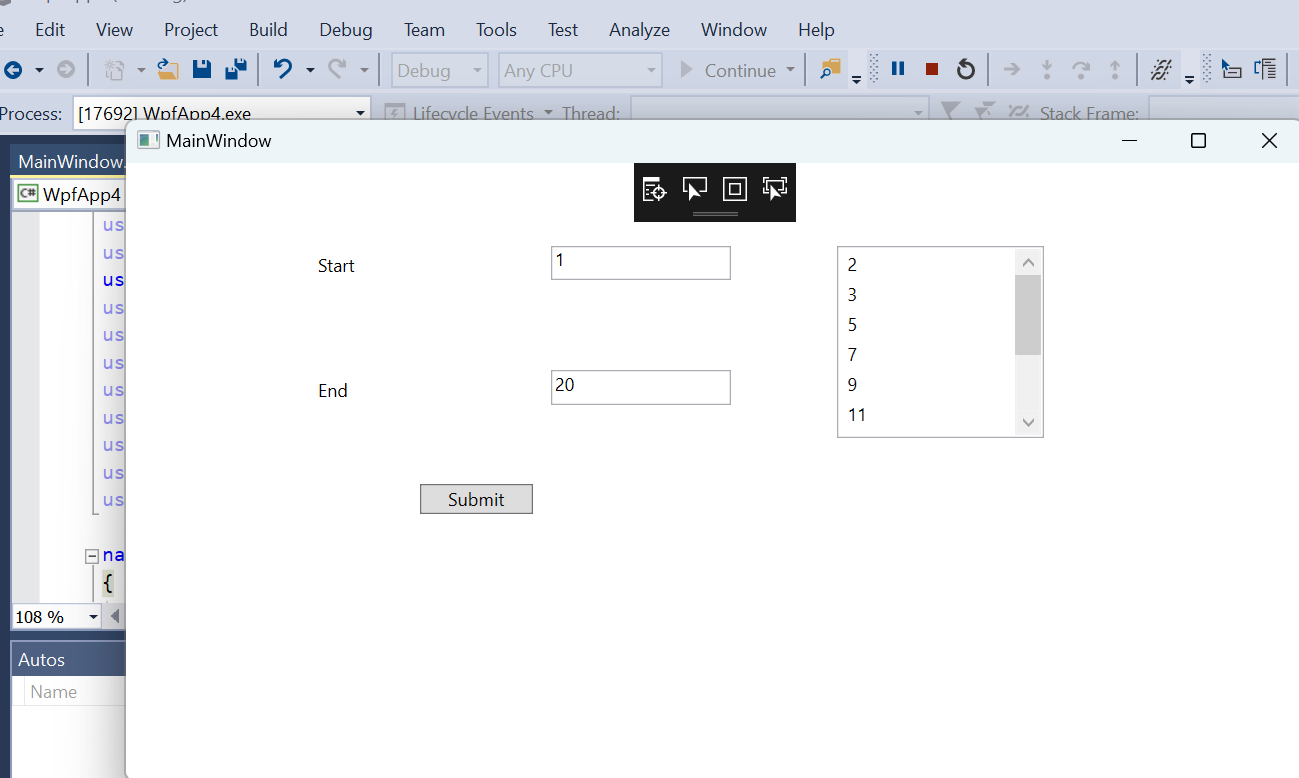 Edit View Project Build Debug Team Tools Test Analyze Window Help
Debug Any CPU Continue
Process: [17692] WpfApp4.exe Lifecycle Events Thread: Stack Frame:
MainWindow
MainWindow.
C# WpfApp4
us
us
us
us
us
us
us
us
us
us
us
na
{
108 %
Autos
Name
Start 1
End 20
Submit
2
3
5
7
9
11